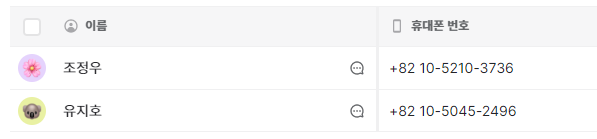 이름 휴대폰 번호
조정우 +82 10-5210-3736
유지호 +82 10-5045-2496